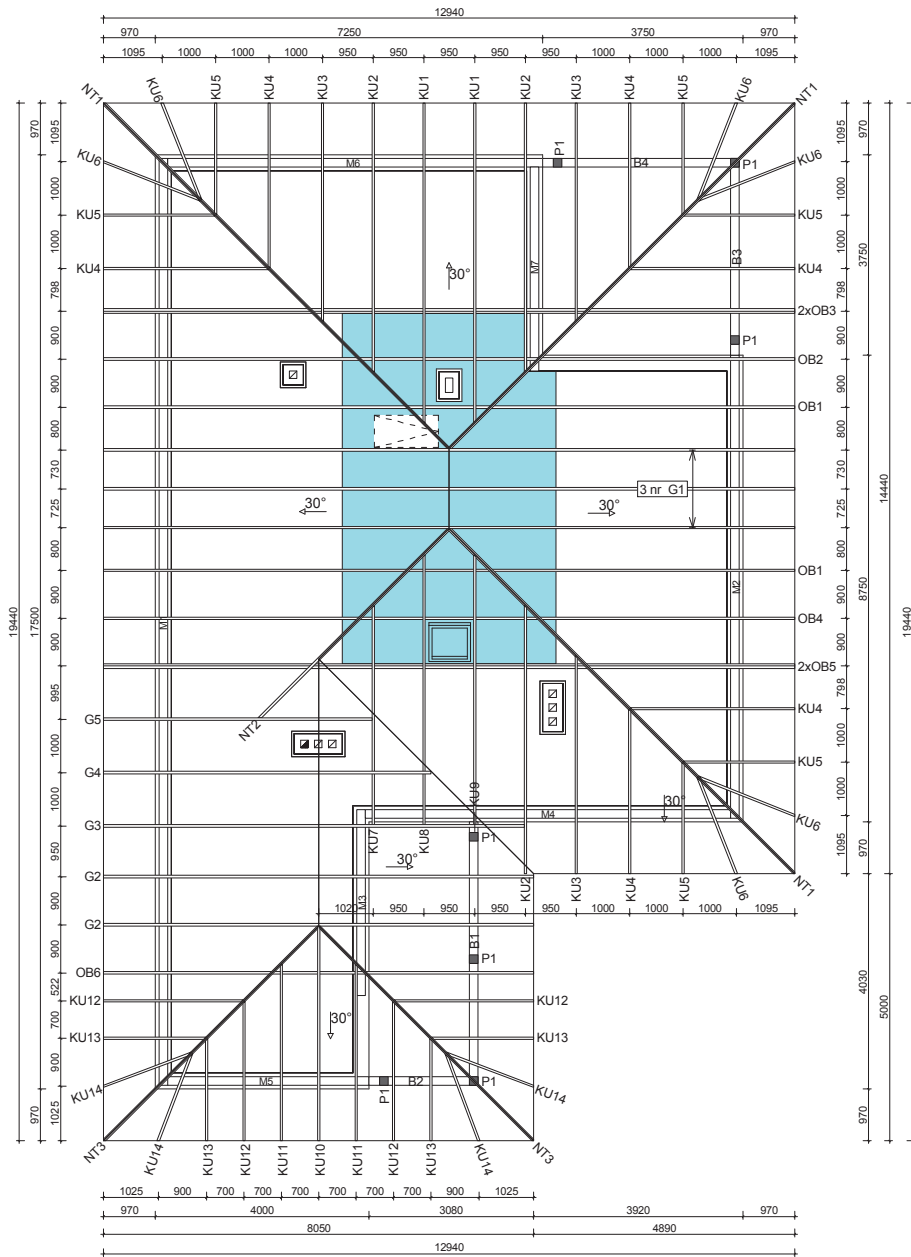 12940
970 7250 3750 970
1095 1000 1000 1000 950 950 950 950 950 1000 1000 1000 1095
NT1 KU6 KU5 KU4 KU3 KU2 KU1 KU1 KU2 KU3 KU4 KU5 KU6 NT1
M6 P1 B4 P1
KU6 KU6
KU5 KU5
KU4 KU4
30° M7 B3
2xOB3
P1
OB2
OB1
3 nr G1
30° 30°
OB1
M1 M2
OB4
2xOB5
NT2
G5 KU4
G4 KU5
KU9
30°
G3 M4 KU6
KU7 KU8 P1
30°
G2 M3 KU2 KU3 KU4 KU5 KU6 NT1
1020 950 950 950 950 1000 1000 1000 1095
G2
B1 P1
OB6
KU12 KU12
30°
KU13 KU13
KU14 M5 P1 B2 P1 KU14
NT3 KU14 KU13 KU12 KU11 KU10 KU11 KU12 KU13 KU14 NT3
1025 900 700 700 700 700 700 700 900 1025
970 4000 3080 3920 970
8050 4890
12940
19440
970 17500 970
1095 1000 1000 798 900 900 800 730 725 800 900 900 995 1000 1000 950 900 900 522 700 900 1025
1095 1000 1000 798 900 900 800 730 725 800 900 900 798 1000 1000 1095
970 3750 8750 970 4030 970
14440 5000
19440